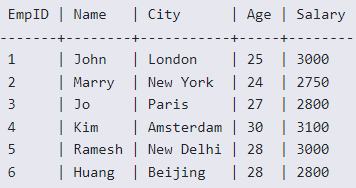 EmpID | Name   | City      | Age | Salary
-------+--------+-----------+-----+--------
1     | John   | London    | 25  | 3000
2     | Marry  | New York  | 24  | 2750
3     | Jo     | Paris     | 27  | 2800
4     | Kim    | Amsterdam | 30  | 3100
5     | Ramesh | New Delhi | 28  | 3000
6     | Huang  | Beijing   | 28  | 2800